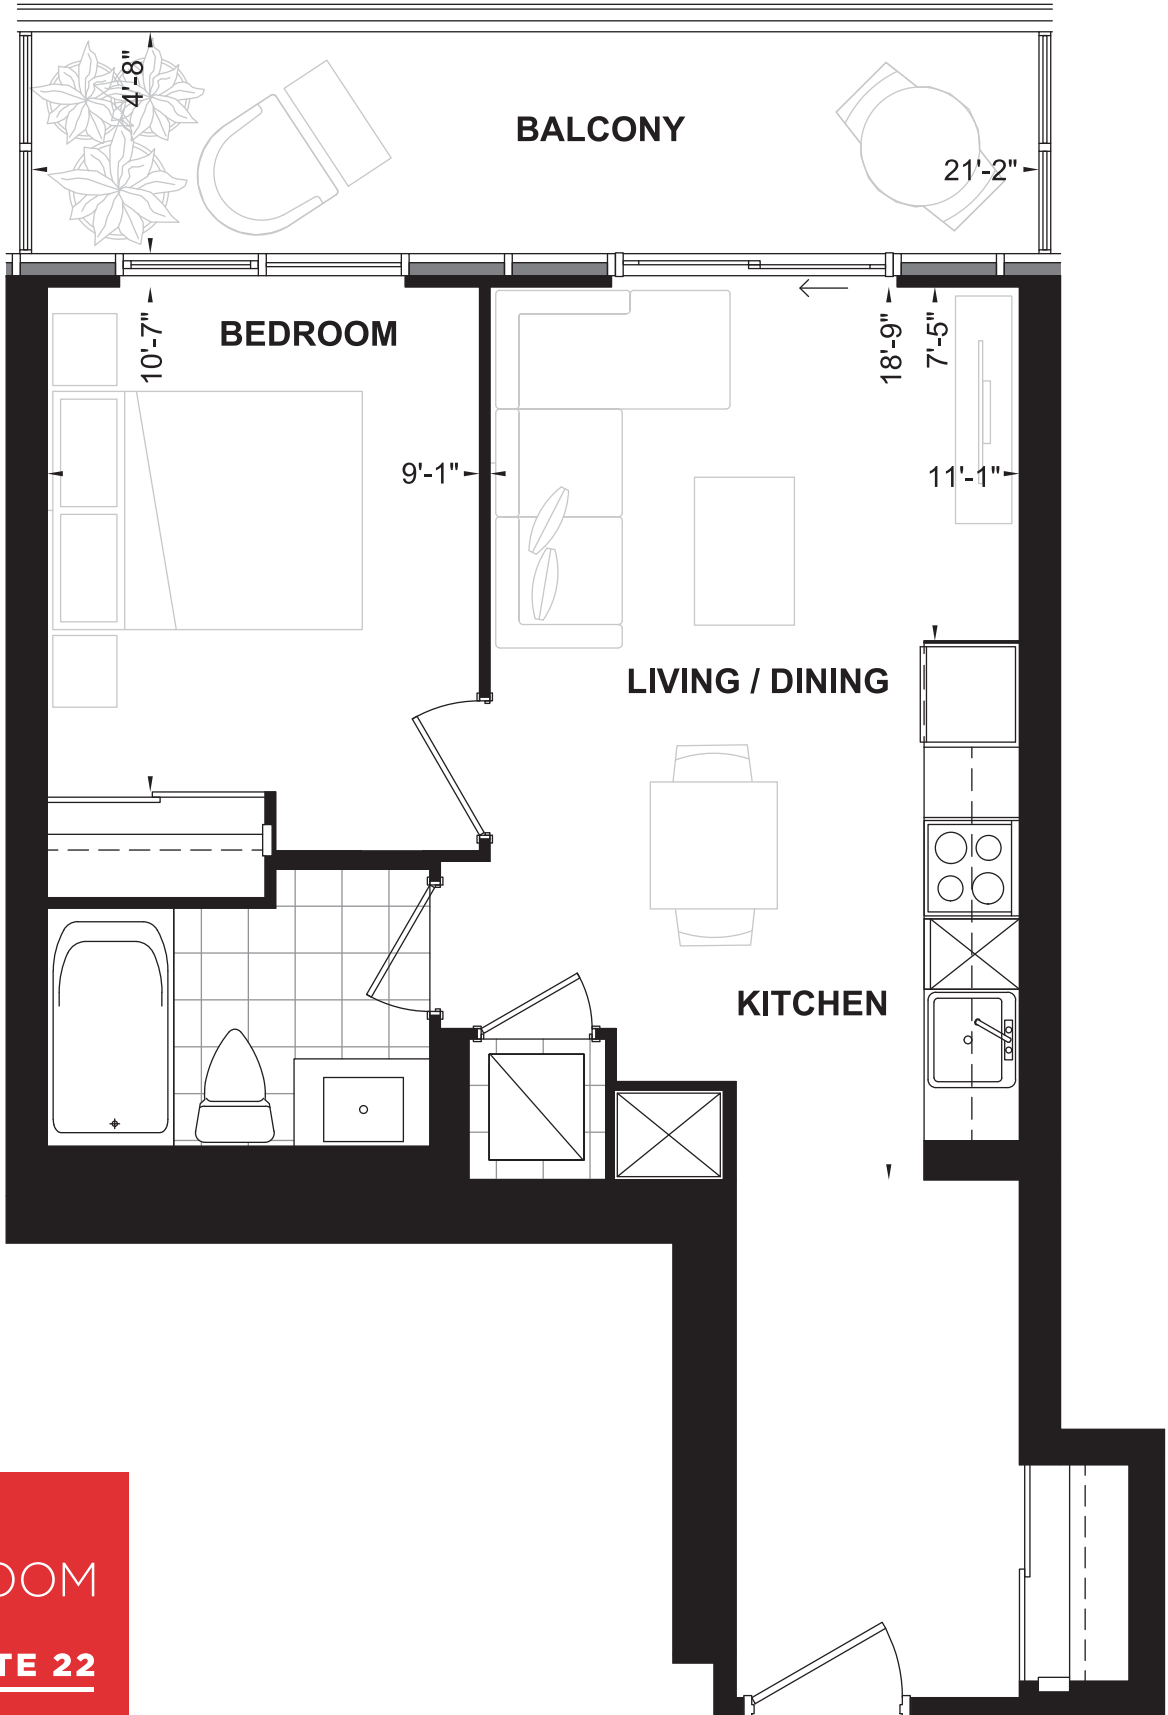 4'-8"
BALCONY
21'-2"
BEDROOM
10'-7"
18'-9"
7'-5"
9'-1"
11'-1"
LIVING / DINING
KITCHEN
OOM
TE 22